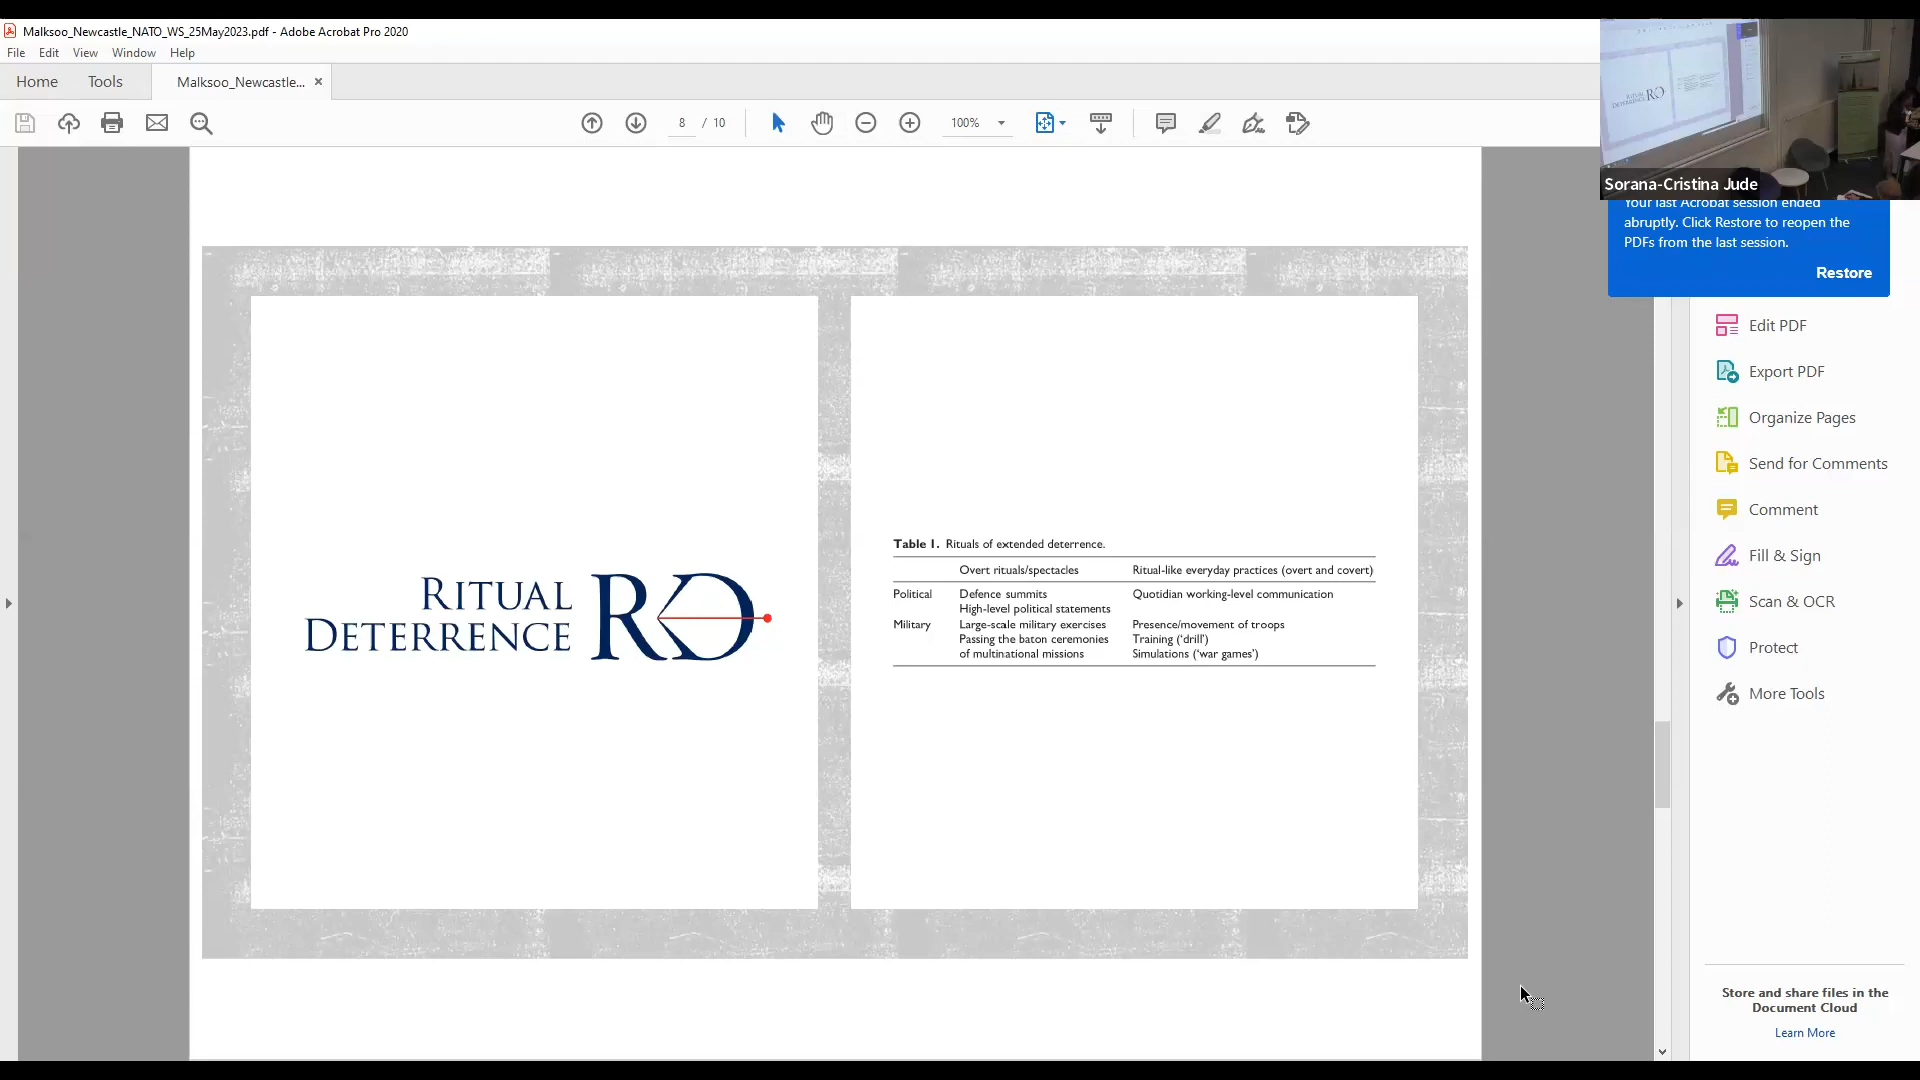 Malksoo_Newcastle_NATO_WS_25May2023.pdf - Adobe Acrobat Pro 2020
File Edit View Window Help
Home Tools Malksoo_Newcastle... ×
8 / 10 100%
Sorana-Cristina Jude
Your last Acrobat session ended
abruptly. Click Restore to reopen the
PDFs from the last session.
Restore
Edit PDF
Export PDF
Organize Pages
Send for Comments
Comment
Fill & Sign
Scan & OCR
Protect
More Tools
Store and share files in the
Document Cloud
Learn More
RITUAL
DETERRENCE
RD
Table 1. Rituals of extended deterrence.
Overt rituals/spectacles Ritual-like everyday practices (overt and covert)
Political Defence summits Quotidian working-level communication
High-level political statements
Military Large-scale military exercises Presence/movement of troops
Passing the baton ceremonies Training (‘drill’)
of multinational missions Simulations (‘war games’)